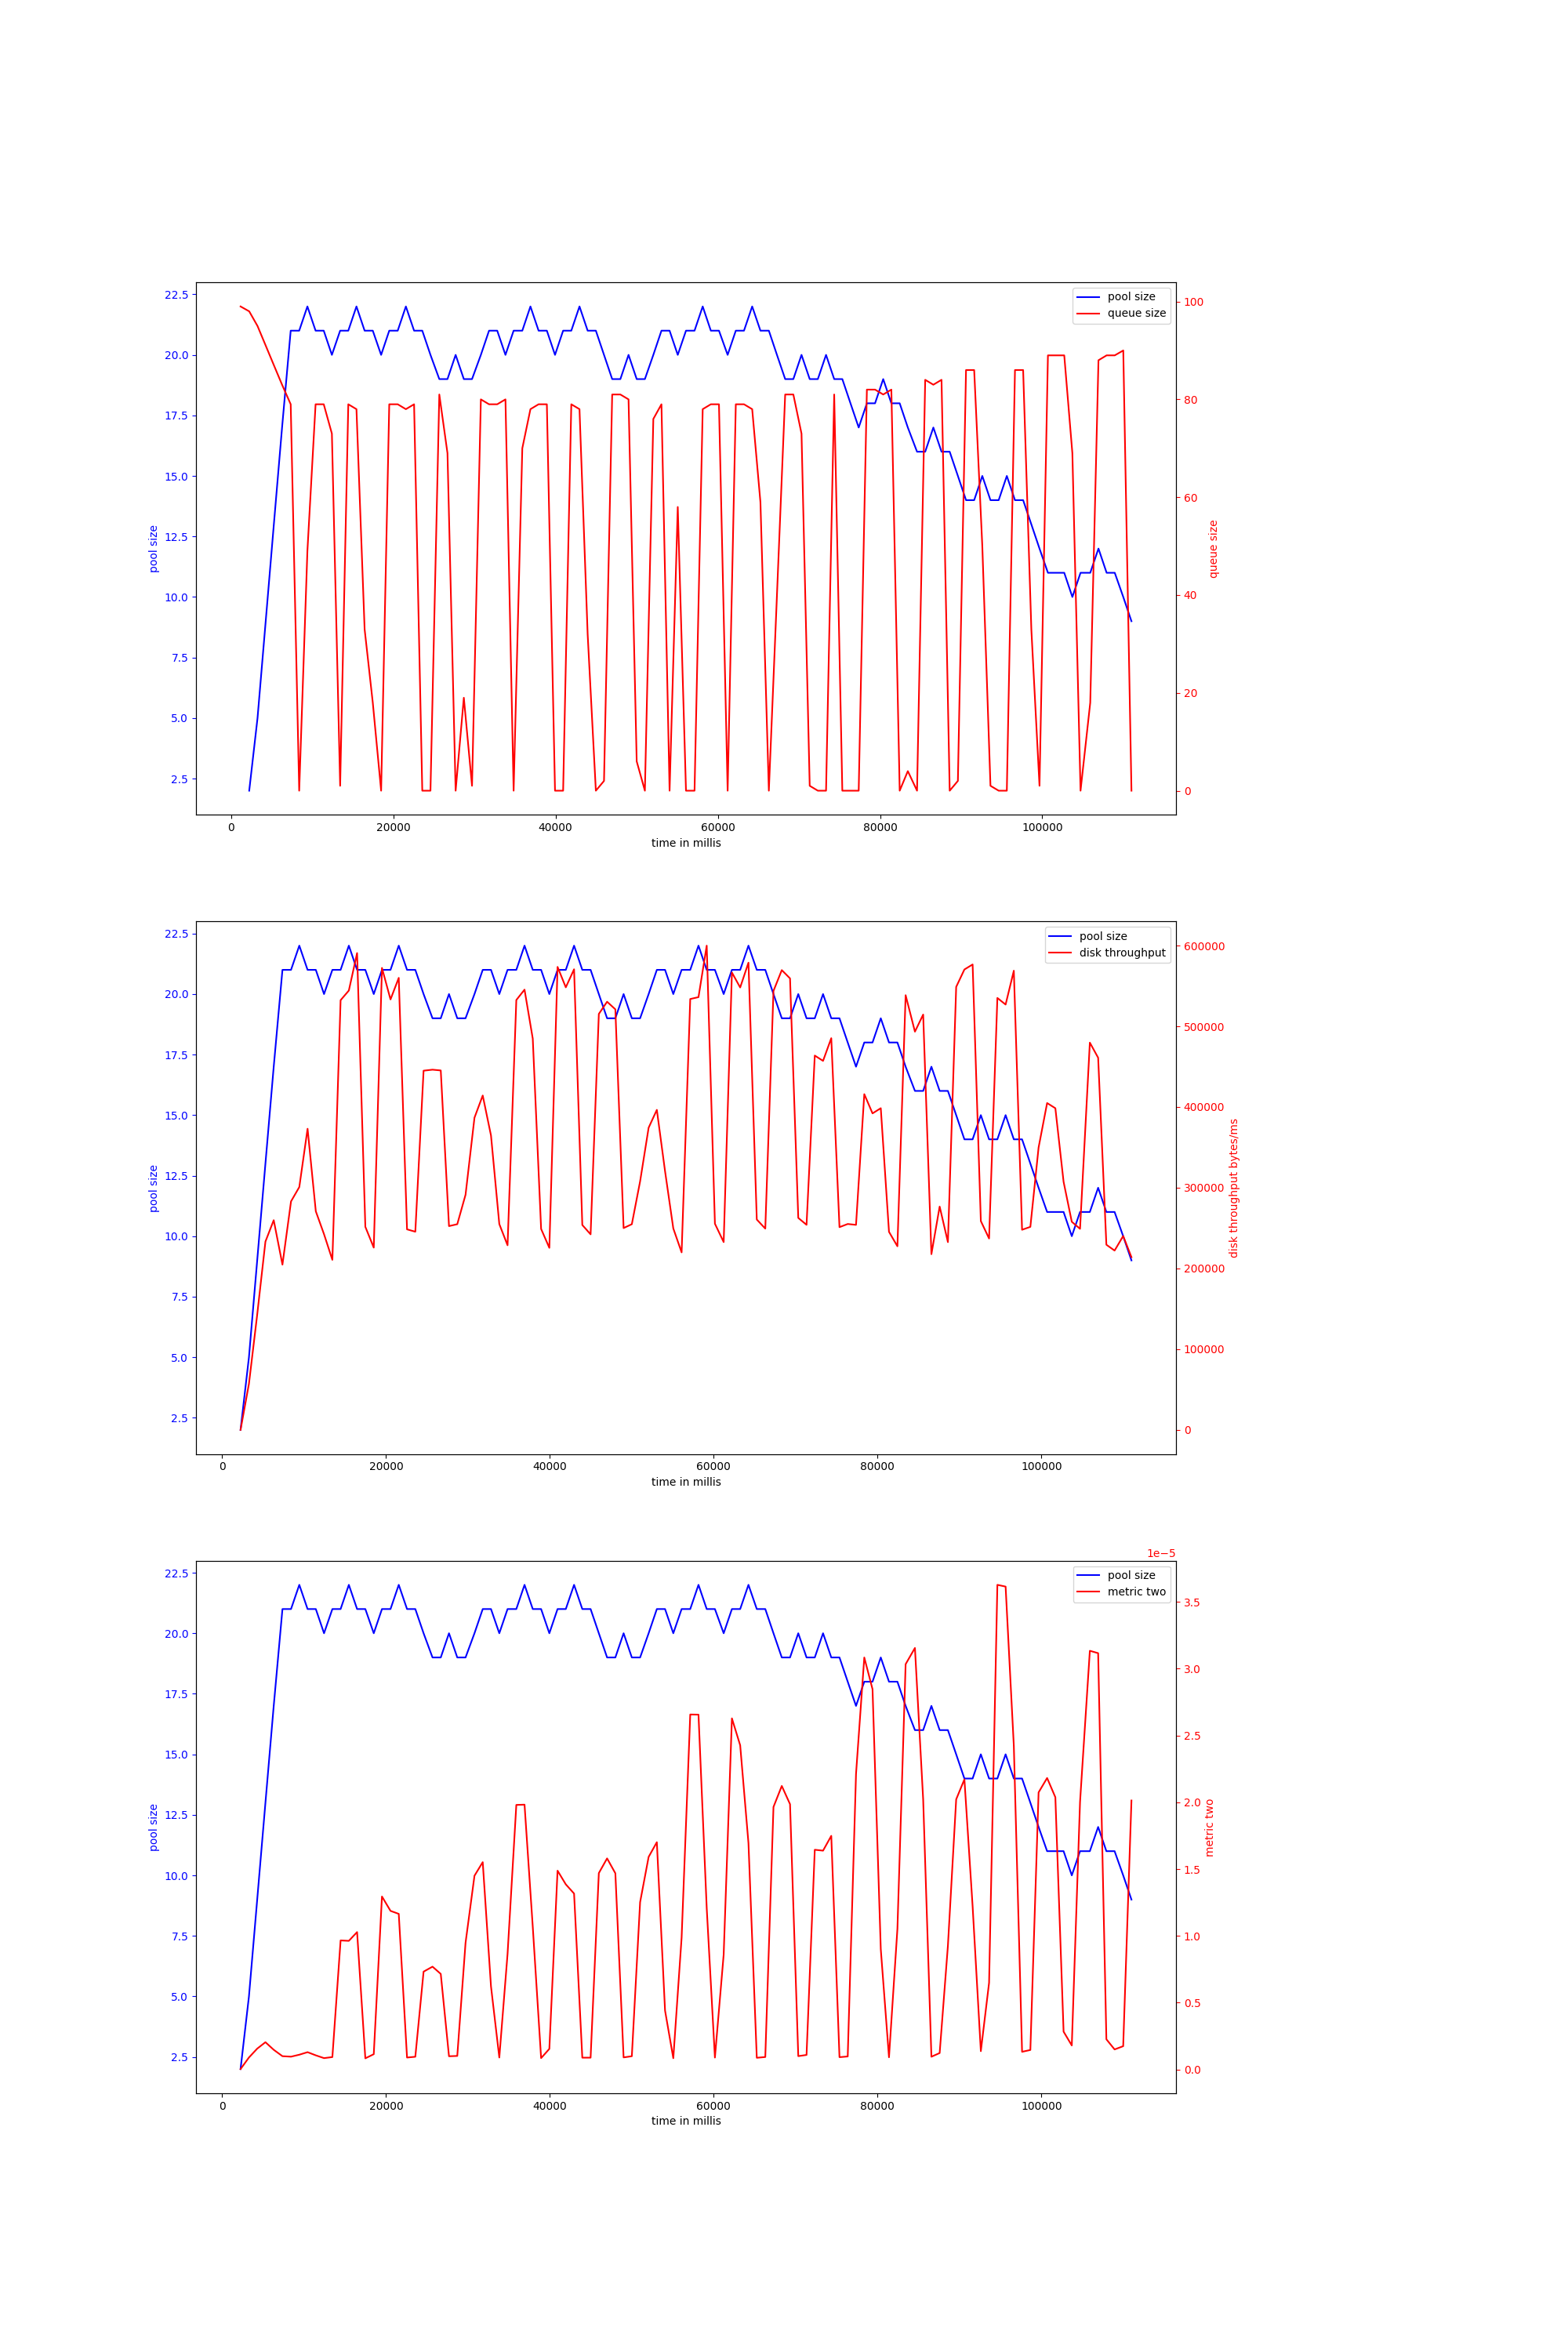 22.5
20.0
17.5
15.0
12.5
10.0
7.5
5.0
2.5
pool size
pool size
queue size
100
80
60
40
20
0
queue size
0 20000 40000 60000 80000 100000
time in millis
22.5
20.0
17.5
15.0
12.5
10.0
7.5
5.0
2.5
pool size
pool size
disk throughput
600000
500000
400000
300000
200000
100000
0
disk throughput bytes/ms
0 20000 40000 60000 80000 100000
time in millis
1e−5
22.5
20.0
17.5
15.0
12.5
10.0
7.5
5.0
2.5
pool size
pool size
metric two
3.5
3.0
2.5
2.0
1.5
1.0
0.5
0.0
metric two
0 20000 40000 60000 80000 100000
time in millis